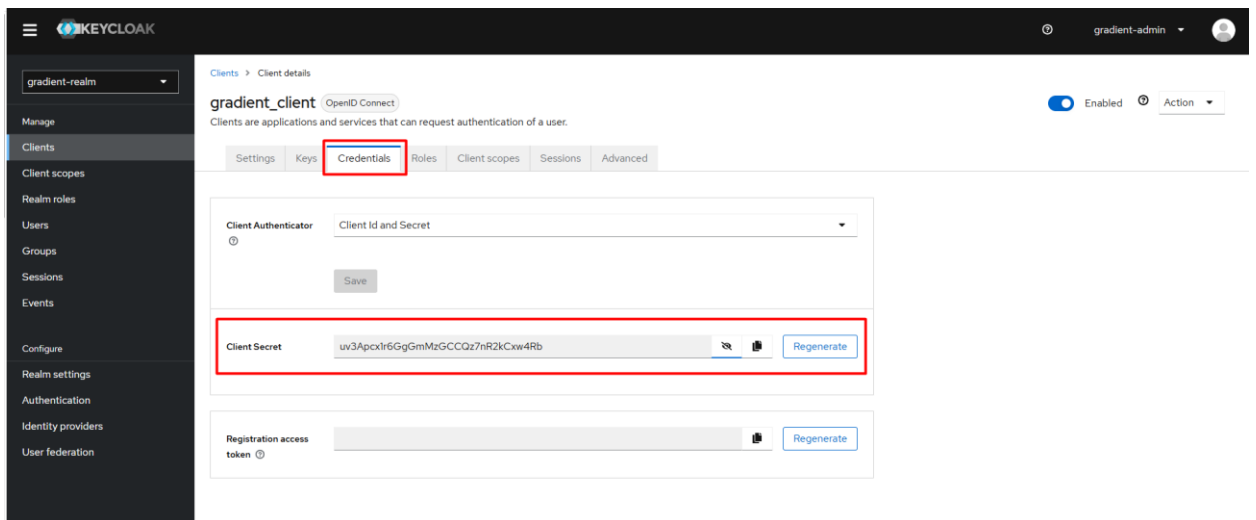 KEYCLOAK
gradient-admin
gradient-realm
Manage
Clients
Client scopes
Realm roles
Users
Groups
Sessions
Events
Configure
Realm settings
Authentication
Identity providers
User federation
Clients > Client details
gradient_client OpenID Connect
Enabled
Action
Clients are applications and services that can request authentication of a user.
Settings Keys Credentials Roles Client scopes Sessions Advanced
Client Authenticator Client Id and Secret
Save
Client Secret uv3Apcx1r6GgGmMzGCCQz7nR2kCxw4Rb Regenerate
Registration access
token
Regenerate